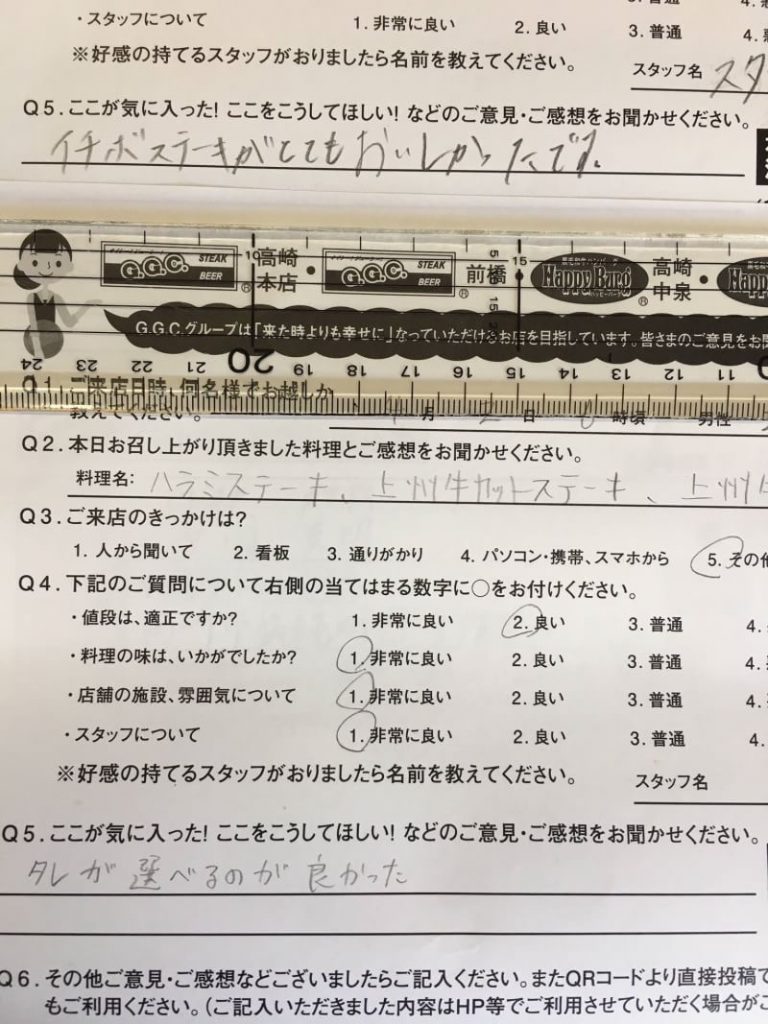 ・スタッフについて 1. 非常に良い 2. 良い 3. 普通 4.
※好感の持てるスタッフがおりましたら名前を教えてください。 スタッフ名 スタ
Q5. ここが気に入った! ここをこうしてほしい! などのご意見・ご感想をお聞かせください。
イチボステーキがとてもおいしかったです。
G.G.C. STEAK BEER ® 高崎本店 ・ G.G.C. STEAK BEER ® 前橋 Happy Burg ® 高崎中泉 ・
G.G.C.グループは「来た時よりも幸せに」なっていただけるお店を目指しています。皆さまのご意見をお
24 23 22 21 20 19 18 17 16 15 14 13 12 11
Q1. ご来店日時、何名様でお越しか
教えてください。 月 日 時頃 男性
Q2. 本日お召し上がり頂きました料理とご感想をお聞かせください。
料理名: ハラミステーキ、上州牛カットステーキ、上州牛
Q3. ご来店のきっかけは?
1. 人から聞いて 2. 看板 3. 通りがかり 4. パソコン・携帯、スマホから 5. その他
Q4. 下記のご質問について右側の当てはまる数字に○をお付けください。
・値段は、適正ですか? 1. 非常に良い 2. 良い 3. 普通 4.
・料理の味は、いかがでしたか? 1. 非常に良い 2. 良い 3. 普通 4.
・店舗の施設、雰囲気について 1. 非常に良い 2. 良い 3. 普通 4.
・スタッフについて 1. 非常に良い 2. 良い 3. 普通 4.
※好感の持てるスタッフがおりましたら名前を教えてください。 スタッフ名
Q5. ここが気に入った! ここをこうしてほしい! などのご意見・ご感想をお聞かせください。
タレが選べるのが良かった
Q6. その他ご意見・ご感想などございましたらご記入ください。またQRコードより直接投稿で
もご利用ください。(ご記入いただきました内容はHP等でご利用させていただく場合がご